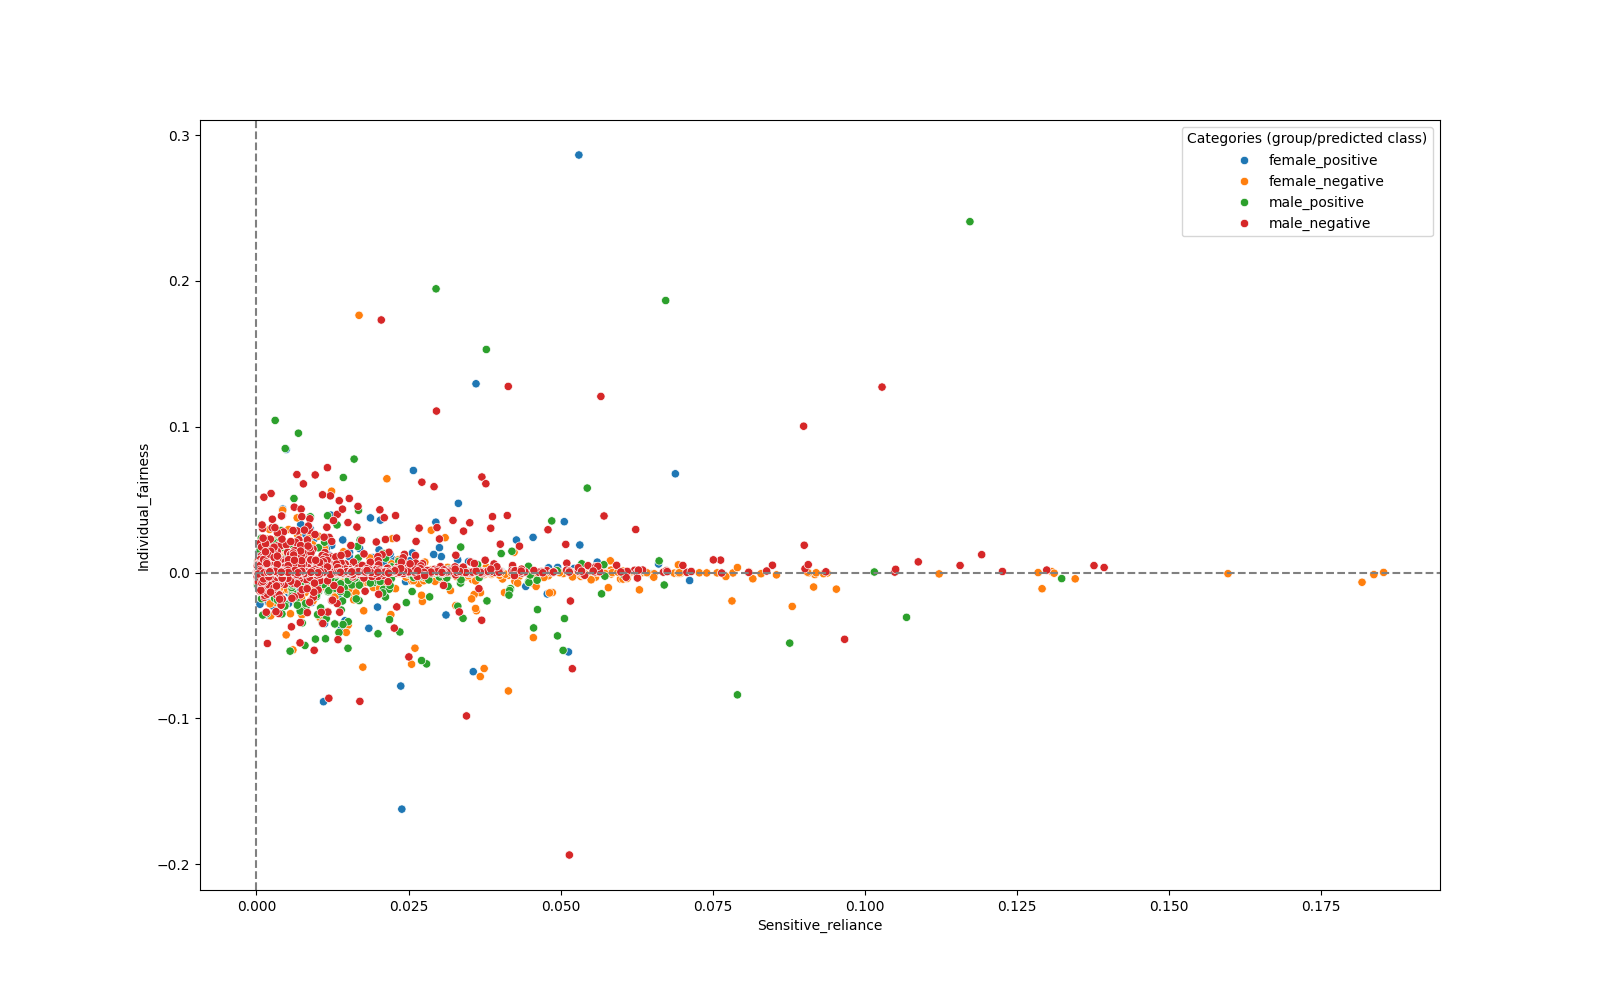 Categories (group/predicted class)
female_positive
female_negative
male_positive
male_negative
0.3
0.2
0.1
0.0
−0.1
−0.2
Individual_fairness
0.000
0.025
0.050
0.075
0.100
0.125
0.150
0.175
Sensitive_reliance